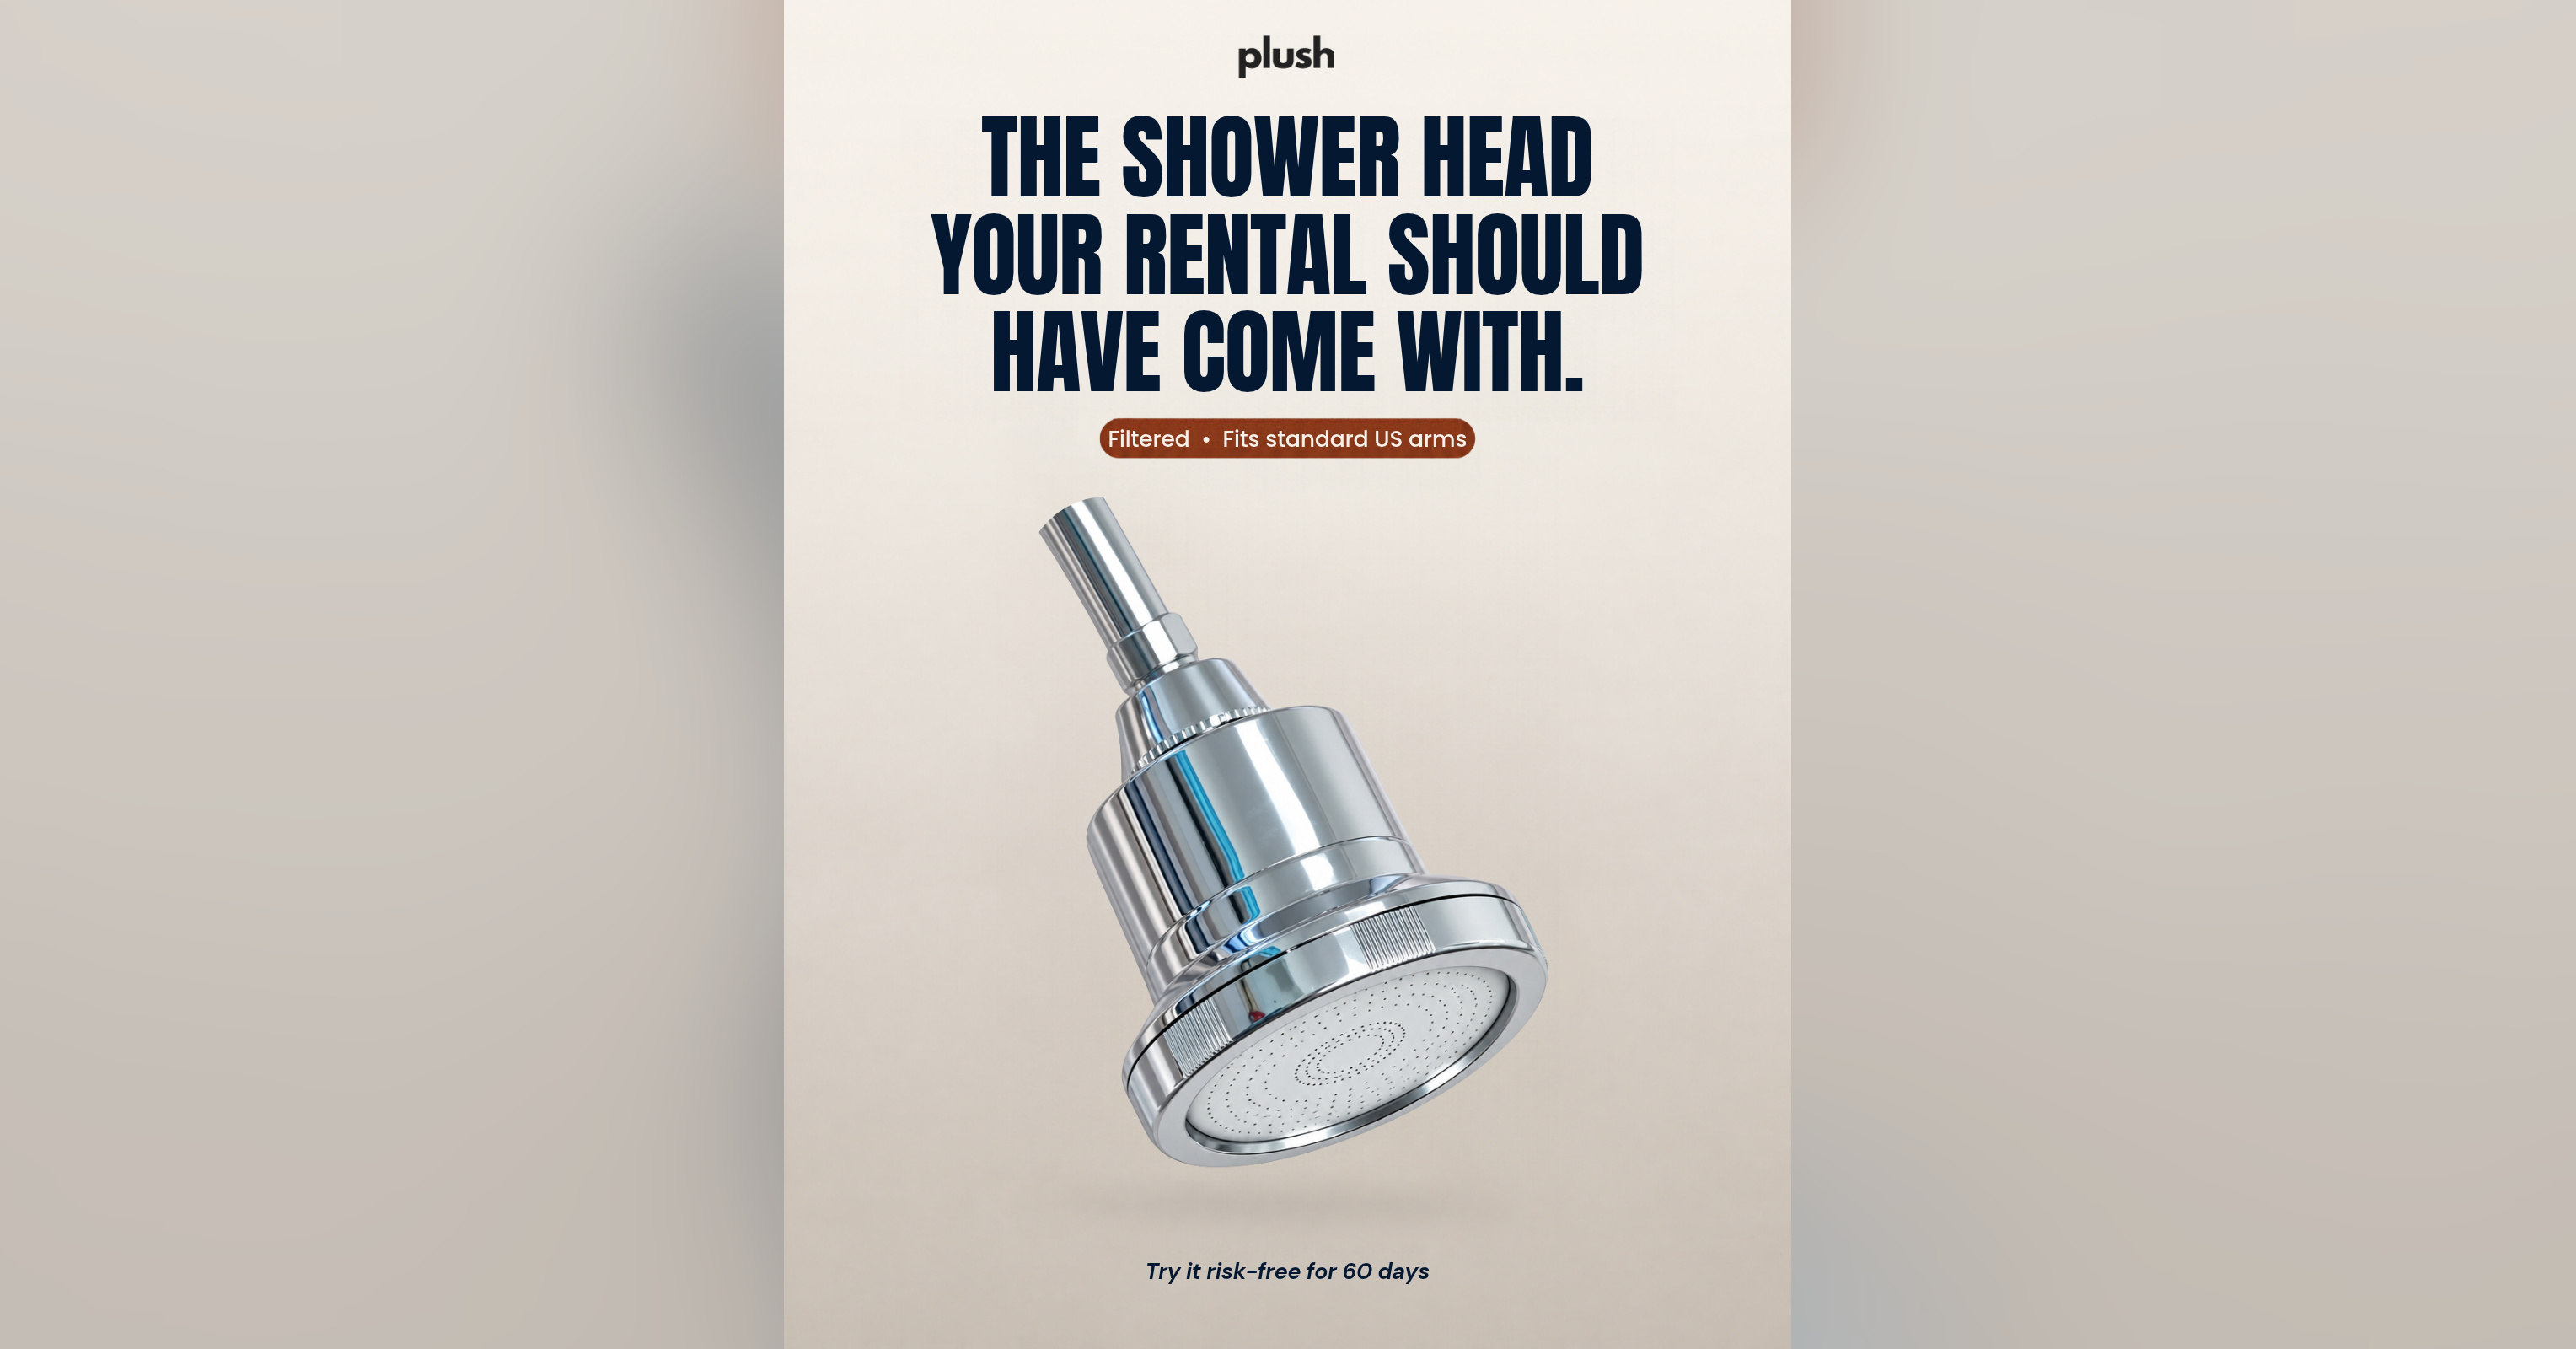 plush
THE SHOWER HEAD
YOUR RENTAL SHOULD
HAVE COME WITH.
Filtered • Fits standard US arms
Try it risk-free for 60 days